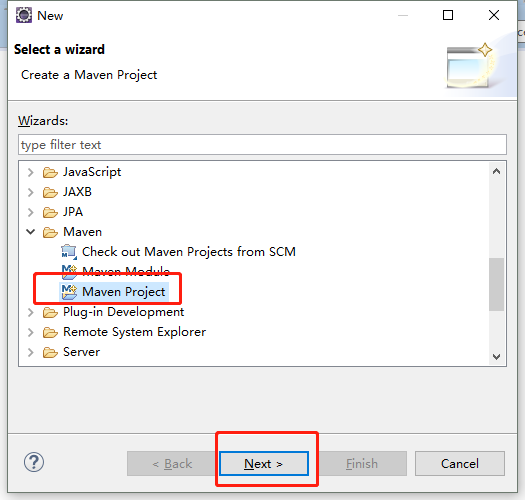 New
Select a wizard
Create a Maven Project
Wizards:
type filter text
JavaScript
JAXB
JPA
Maven
Check out Maven Projects from SCM
Maven Module
Maven Project
Plug-in Development
Remote System Explorer
Server
< Back Next > Finish Cancel